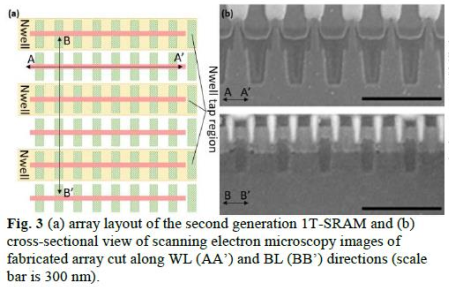 (a)
Nwell
B
A
A'
Nwell
Nwell
B'
Nwell tap region
(b)
A A'
B B'
Fig. 3 (a) array layout of the second generation 1T-SRAM and (b)
cross-sectional view of scanning electron microscopy images of
fabricated array cut along WL (AA') and BL (BB') directions (scale
bar is 300 nm).